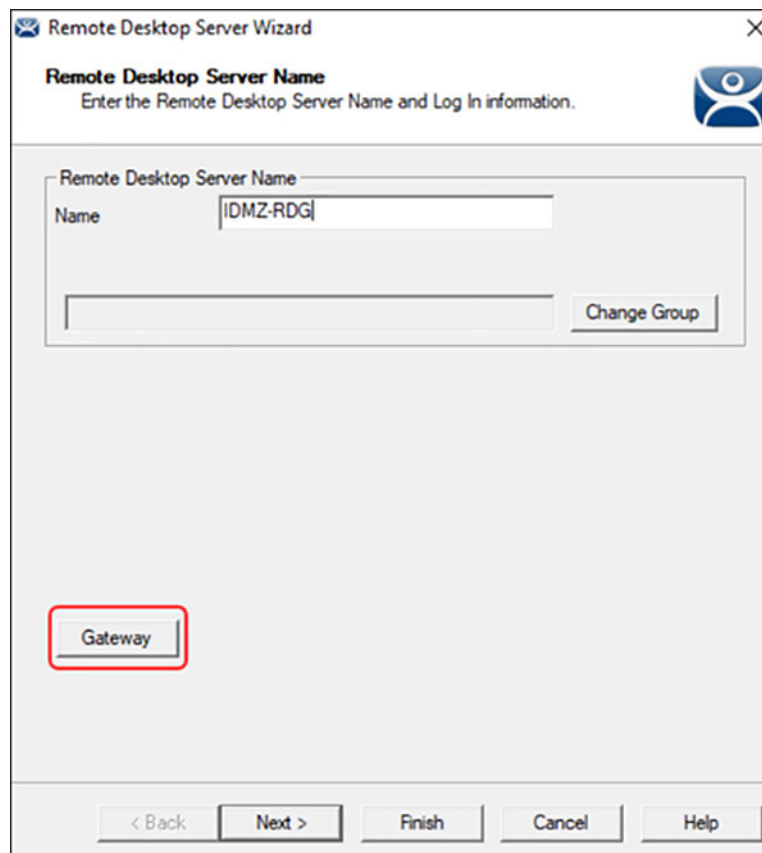 Remote Desktop Server Wizard
Remote Desktop Server Name
Enter the Remote Desktop Server Name and Log In information.
Remote Desktop Server Name
Name
IDMZ-RDG
Change Group
Gateway
< Back Next > Finish Cancel Help